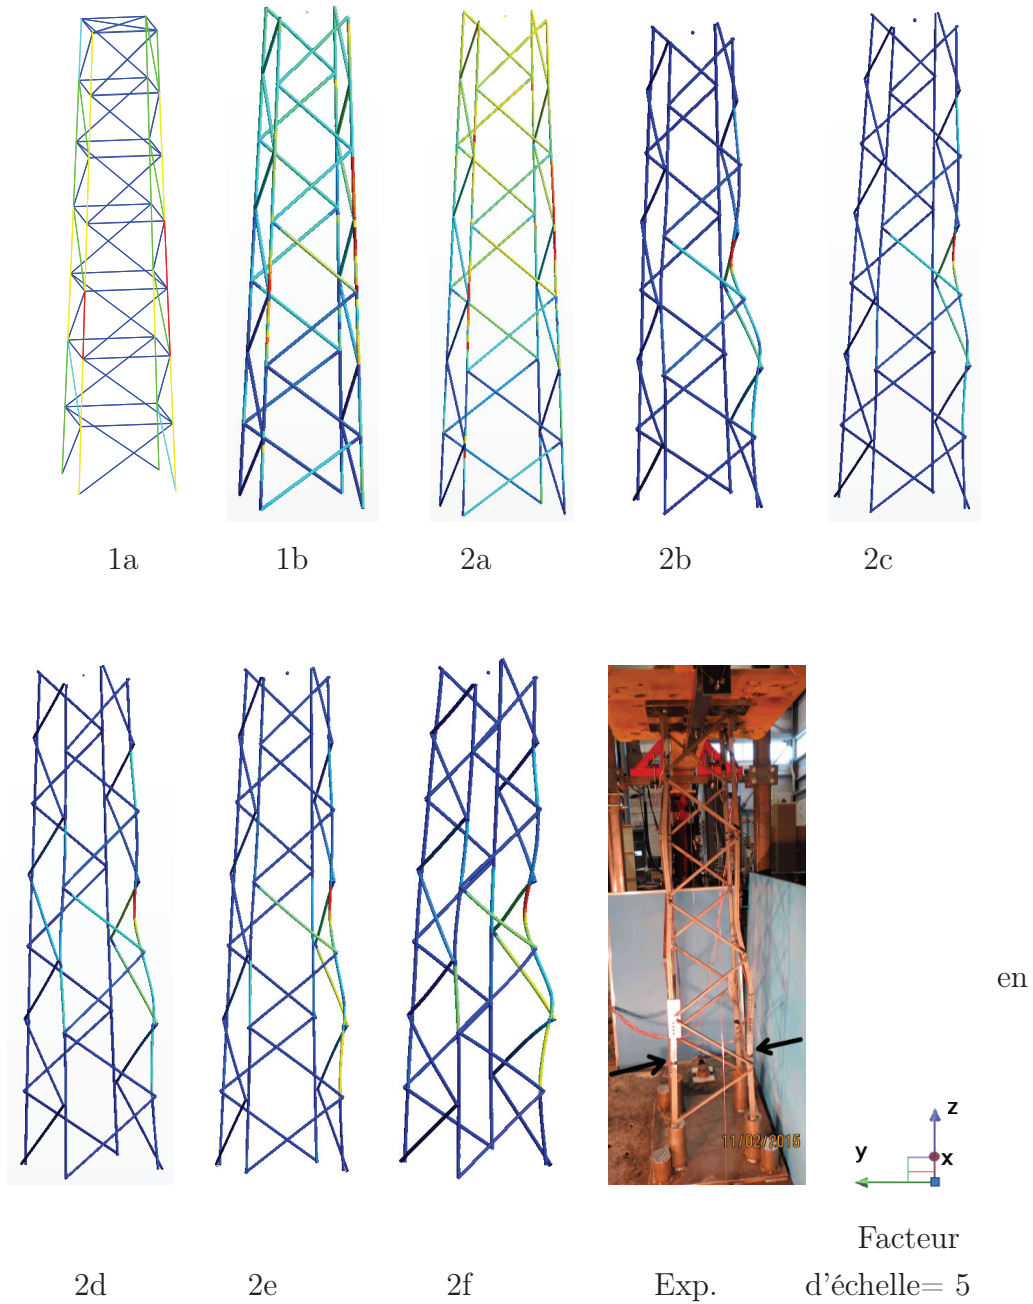 1a 1b 2a 2b 2c
en
11/02/2015
z
y x
Facteur
2d 2e 2f Exp. d'échelle= 5